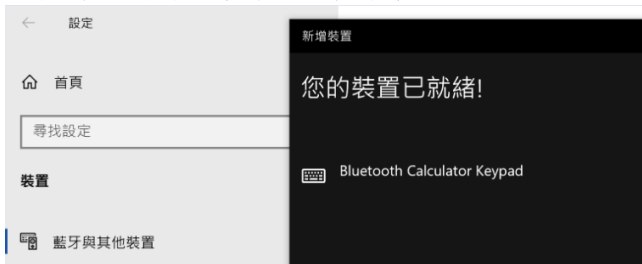 設定
首頁
尋找設定
裝置
藍牙與其他裝置
新增裝置
您的裝置已就緒!
Bluetooth Calculator Keypad